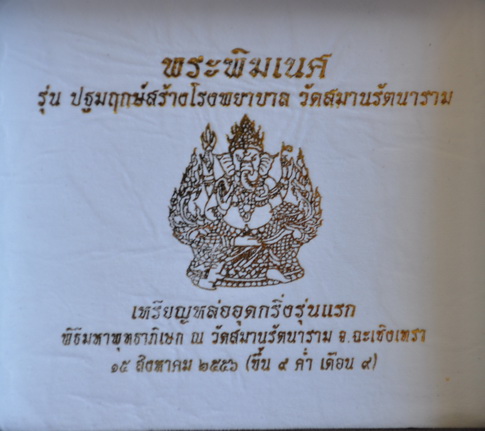 พระพิฆเนศ
รุ่น ปฐมฤกษ์สร้างโรงพยาบาล วัดสมานรัตนาราม
เหรียญหล่ออุดกริ่งรุ่นแรก
พิธีมหาพุทธาภิเษก ณ วัดสมานรัตนาราม จ.ฉะเชิงเทรา
๑๕ สิงหาคม ๒๕๕๖ (ขึ้น ๙ ค่ำ เดือน ๙)